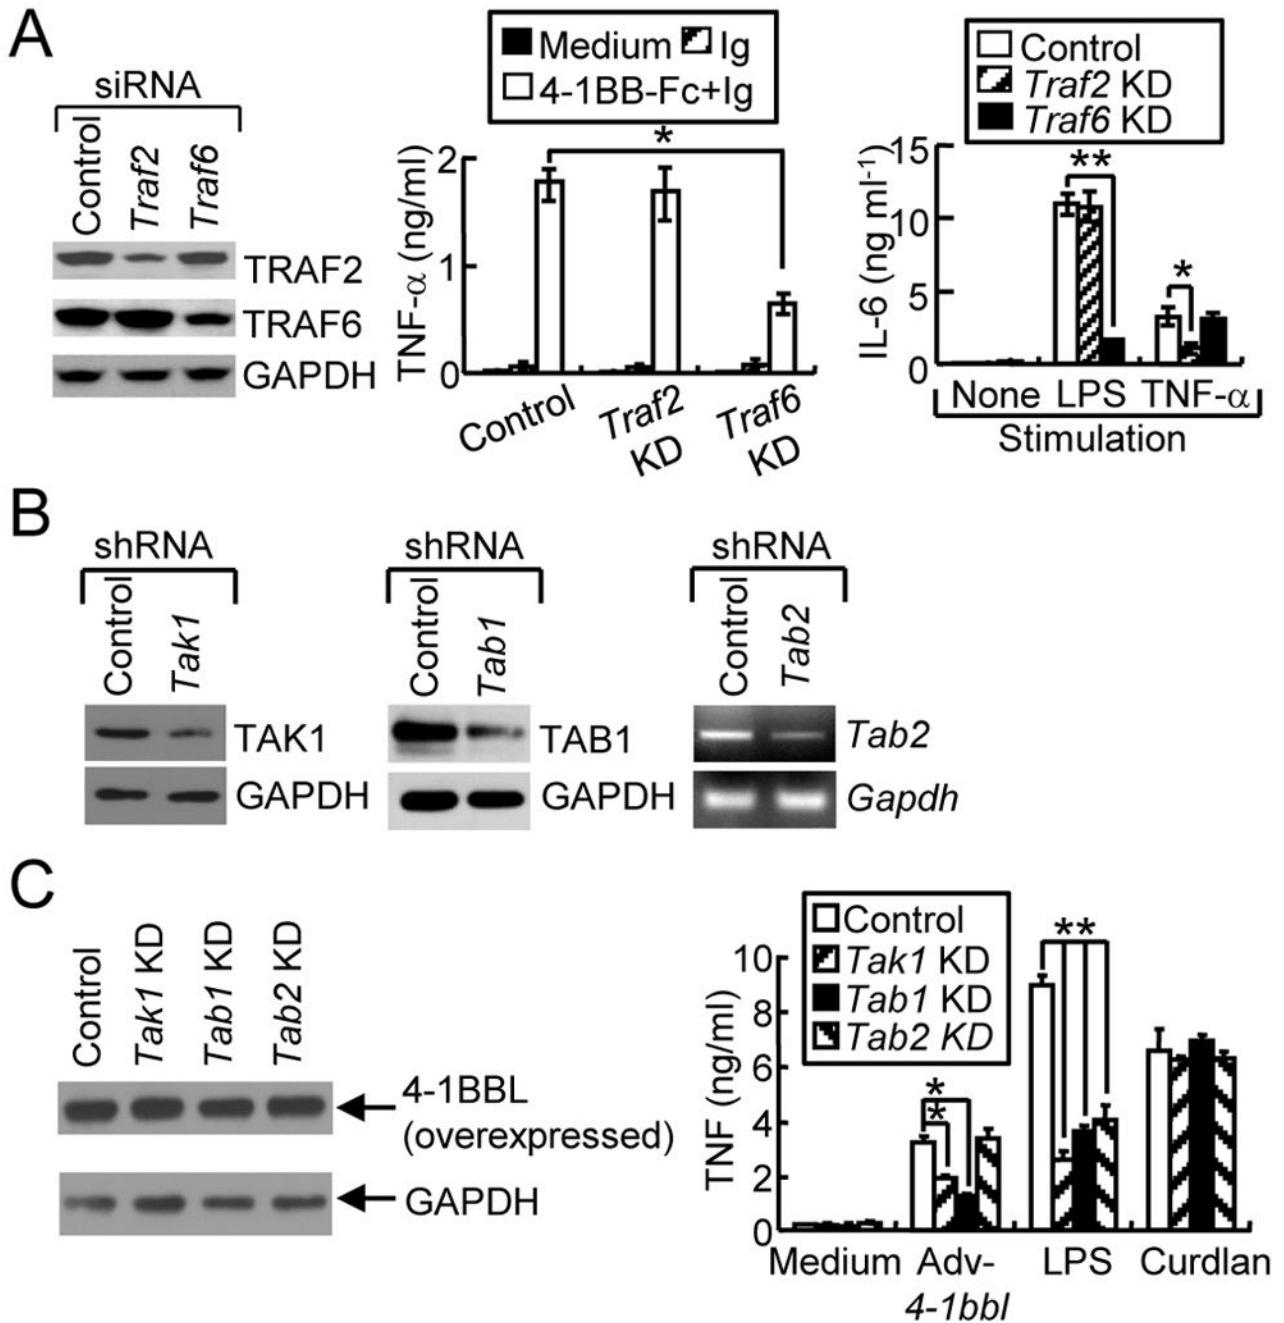 A
siRNA
Control
Traf2
Traf6
TRAF2
TRAF6
GAPDH
Medium Ig
4-1BB-Fc+Ig
*
TNF-α (ng/ml)
2
1
0
Control
Traf2
KD
Traf6
KD
Control
Traf2 KD
Traf6 KD
**
*
IL-6 (ng ml-1)
15
10
5
0
None LPS TNF-α
Stimulation
B
shRNA
Control
Tak1
TAK1
GAPDH
shRNA
Control
Tab1
TAB1
GAPDH
shRNA
Control
Tab2
Tab2
Gapdh
C
Control
Tak1 KD
Tab1 KD
Tab2 KD
4-1BBL
(overexpressed)
GAPDH
Control
Tak1 KD
Tab1 KD
Tab2 KD
*
*
**
TNF (ng/ml)
10
8
6
4
2
0
Medium Adv- LPS Curdlan
4-1bbl